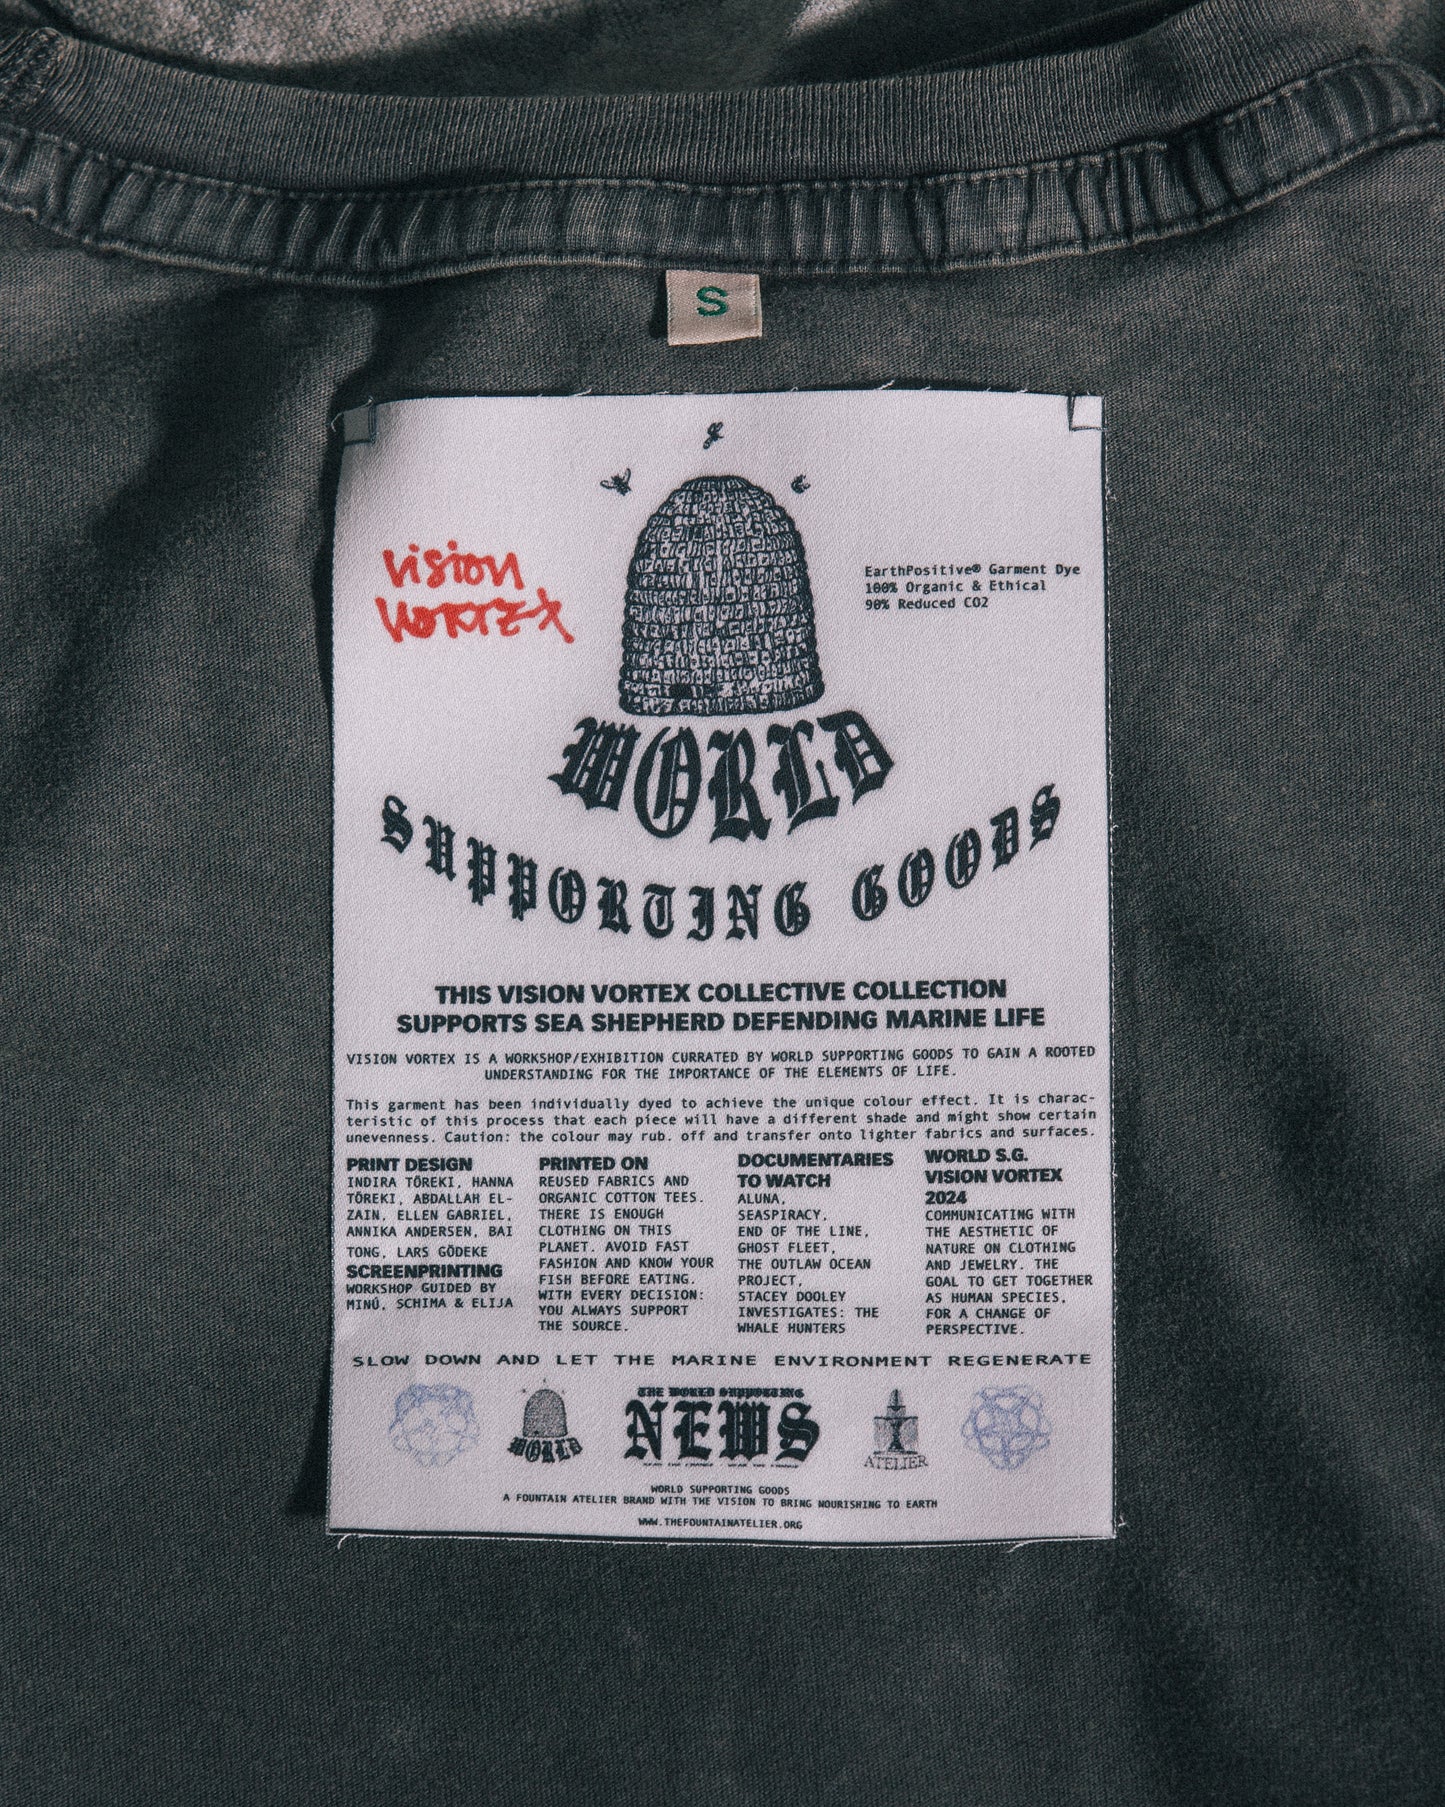 S
vision
VORTEX
EarthPositive® Garment Dye
100% Organic & Ethical
90% Reduced CO2
WORLD
SUPPORTING GOODS
THIS VISION VORTEX COLLECTIVE COLLECTION
SUPPORTS SEA SHEPHERD DEFENDING MARINE LIFE
VISION VORTEX IS A WORKSHOP/EXHIBITION CURRATED BY WORLD SUPPORTING GOODS TO GAIN A ROOTED
UNDERSTANDING FOR THE IMPORTANCE OF THE ELEMENTS OF LIFE.
This garment has been individually dyed to achieve the unique colour effect. It is charac-
teristic of this process that each piece will have a different shade and might show certain
unevenness. Caution: the colour may rub. off and transfer onto lighter fabrics and surfaces.
PRINT DESIGN
INDIRA TÖREKI, HANNA
TÖREKI, ABDALLAH EL-
ZAIN, ELLEN GABRIEL,
ANNIKA ANDERSEN, BAI
TONG, LARS GÖDEKE
SCREENPRINTING
WORKSHOP GUIDED BY
MINÚ, SCHIMA & ELIJA
PRINTED ON
REUSED FABRICS AND
ORGANIC COTTON TEES.
THERE IS ENOUGH
CLOTHING ON THIS
PLANET. AVOID FAST
FASHION AND KNOW YOUR
FISH BEFORE EATING.
WITH EVERY DECISION:
YOU ALWAYS SUPPORT
THE SOURCE.
DOCUMENTARIES
TO WATCH
ALUNA,
SEASPIRACY,
END OF THE LINE,
GHOST FLEET,
THE OUTLAW OCEAN
PROJECT,
STACEY DOOLEY
INVESTIGATES: THE
WHALE HUNTERS
WORLD S.G.
VISION VORTEX
2024
COMMUNICATING WITH
THE AESTHETIC OF
NATURE ON CLOTHING
AND JEWELRY. THE
GOAL TO GET TOGETHER
AS HUMAN SPECIES,
FOR A CHANGE OF
PERSPECTIVE.
SLOW DOWN AND LET THE MARINE ENVIRONMENT REGENERATE
WORLD
THE WORLD SUPPORTING
NEWS
ATELIER
WORLD SUPPORTING GOODS
A FOUNTAIN ATELIER BRAND WITH THE VISION TO BRING NOURISHING TO EARTH
WWW.THEFOUNTAINATELIER.ORG